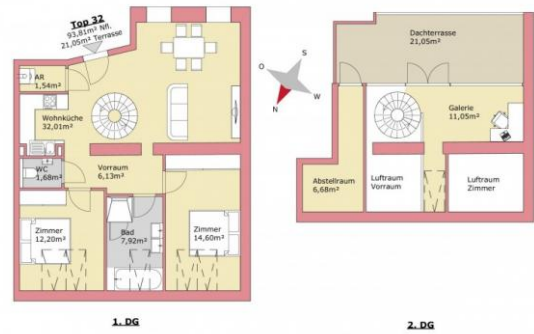 Top 32
93,81m² Nfl.
21,05m² Terrasse
AR
1,54m²
Wohnküche
32,01m²
WC
1,68m²
Vorraum
6,13m²
Zimmer
12,20m²
Bad
7,92m²
Zimmer
14,60m²
1. DG
S
O
W
N
Dachterrasse
21,05m²
Galerie
11,05m²
Abstellraum
6,68m²
Luftraum
Vorraum
Luftraum
Zimmer
2. DG